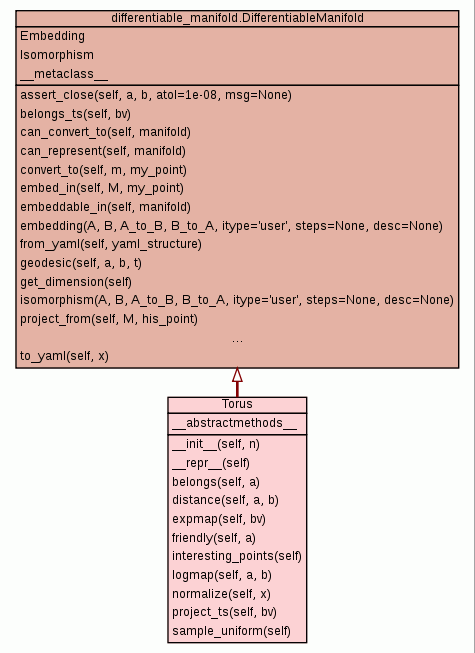 differentiable_manifold.DifferentiableManifold
Embedding
Isomorphism
__metaclass__
assert_close(self, a, b, atol=1e-08, msg=None)
belongs_ts(self, bv)
can_convert_to(self, manifold)
can_represent(self, manifold)
convert_to(self, m, my_point)
embed_in(self, M, my_point)
embeddable_in(self, manifold)
embedding(A, B, A_to_B, B_to_A, itype='user', steps=None, desc=None)
from_yaml(self, yaml_structure)
geodesic(self, a, b, t)
get_dimension(self)
isomorphism(A, B, A_to_B, B_to_A, itype='user', steps=None, desc=None)
project_from(self, M, his_point)
...
to_yaml(self, x)
Torus
__abstractmethods__
__init__(self, n)
__repr__(self)
belongs(self, a)
distance(self, a, b)
expmap(self, bv)
friendly(self, a)
interesting_points(self)
logmap(self, a, b)
normalize(self, x)
project_ts(self, bv)
sample_uniform(self)